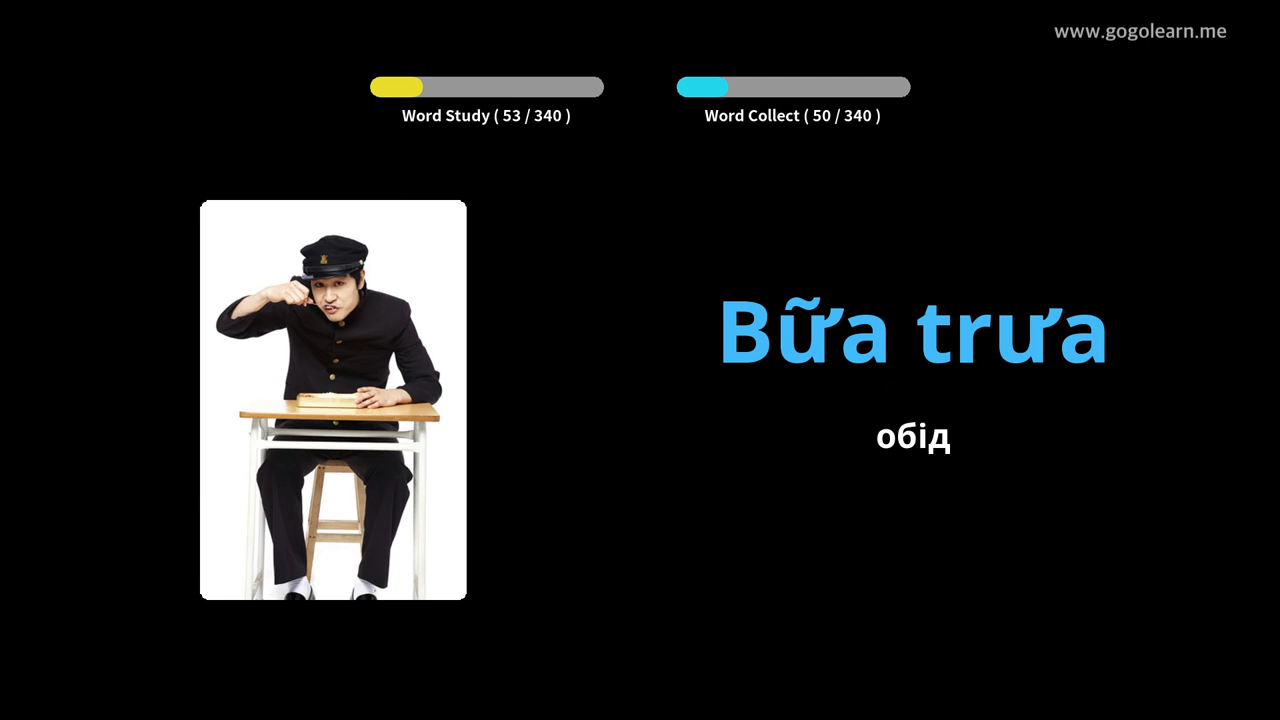 www.gogolearn.me
Word Study ( 53 / 340 )
Word Collect ( 50 / 340 )
Bữa trưa
обід